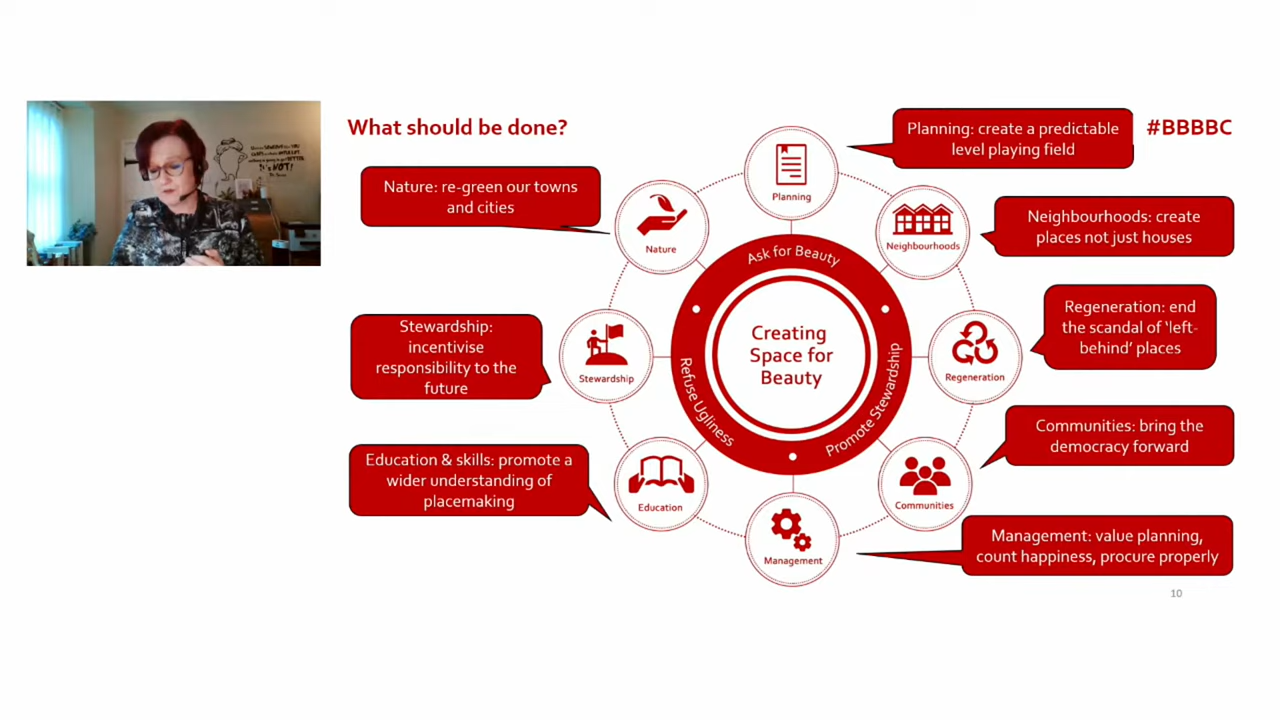 What should be done?
#BBBBC
Planning: create a predictable
level playing field
Nature: re-green our towns
and cities
Neighbourhoods: create
places not just houses
Stewardship:
incentivise
responsibility to the
future
Regeneration: end
the scandal of 'left-
behind' places
Education & skills: promote a
wider understanding of
placemaking
Communities: bring the
democracy forward
Management: value planning,
count happiness, procure properly
Planning
Neighbourhoods
Regeneration
Communities
Management
Education
Stewardship
Nature
Ask for Beauty
Promote Stewardship
Refuse Ugliness
Creating
Space for
Beauty
10
It's NOT!